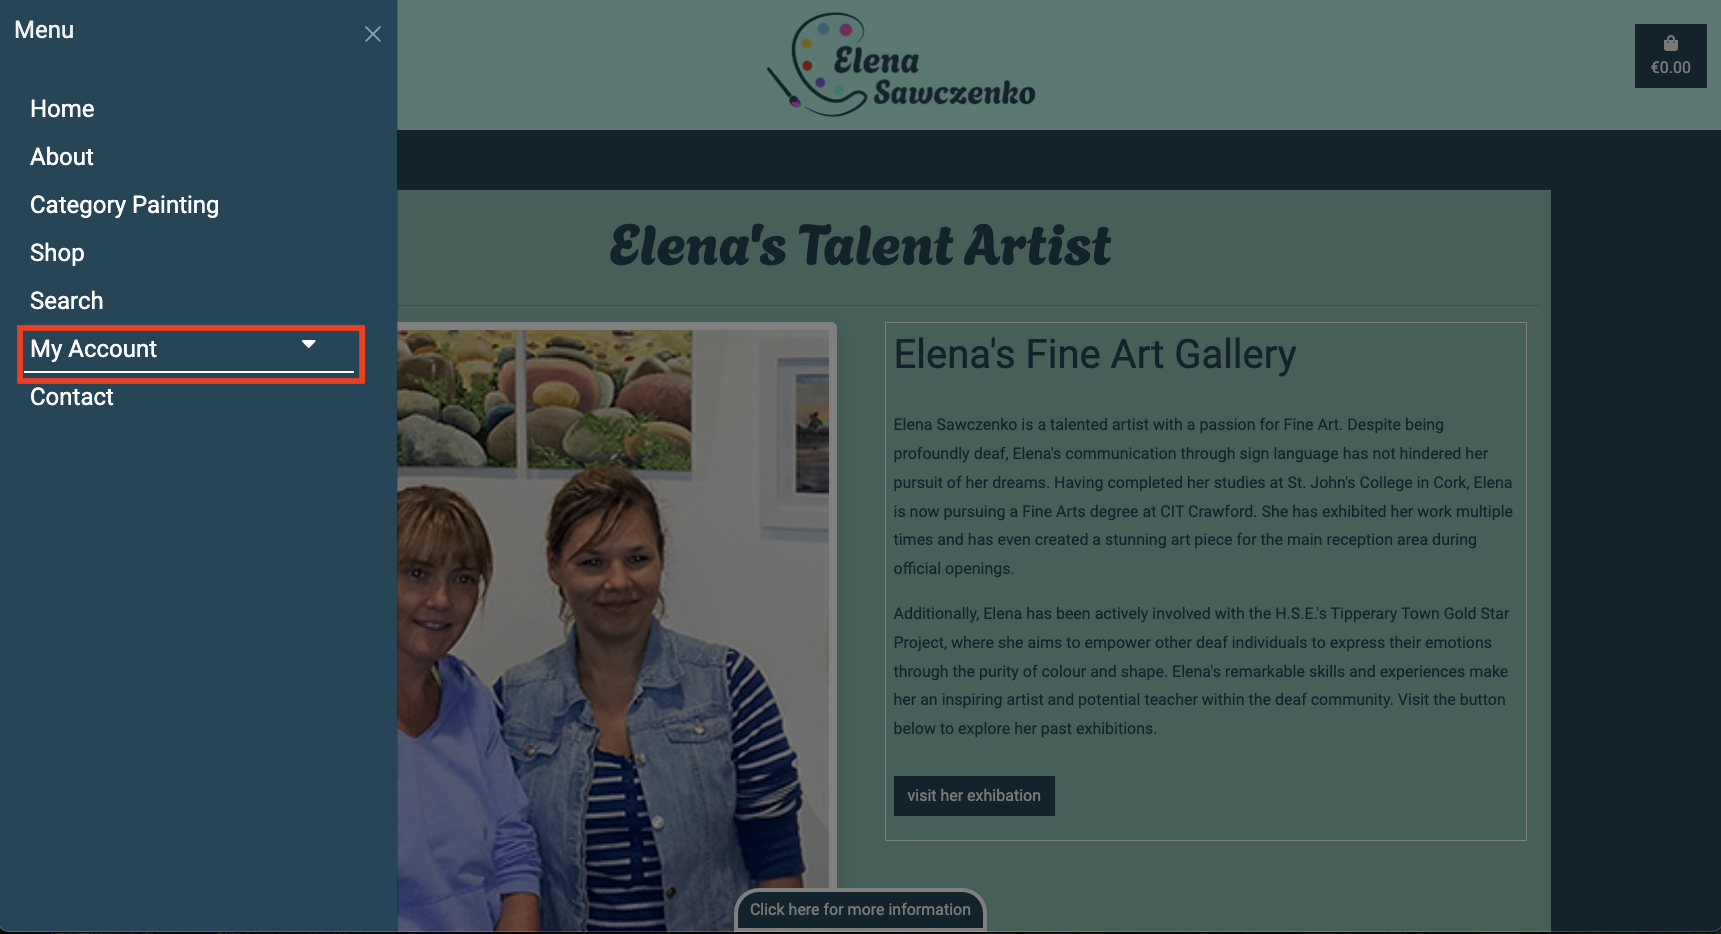 Menu
Home
About
Category Painting
Shop
Search
My Account
Contact
Elena
Sawczenko
€0.00
Elena's Talent Artist
Elena's Fine Art Gallery
Elena Sawczenko is a talented artist with a passion for Fine Art. Despite being
profoundly deaf, Elena's communication through sign language has not hindered her
pursuit of her dreams. Having completed her studies at St. John's College in Cork, Elena
is now pursuing a Fine Arts degree at CIT Crawford. She has exhibited her work multiple
times and has even created a stunning art piece for the main reception area during
official openings.
Additionally, Elena has been actively involved with the H.S.E.'s Tipperary Town Gold Star
Project, where she aims to empower other deaf individuals to express their emotions
through the purity of colour and shape. Elena's remarkable skills and experiences make
her an inspiring artist and potential teacher within the deaf community. Visit the button
below to explore her past exhibitions.
visit her exhibation
Click here for more information